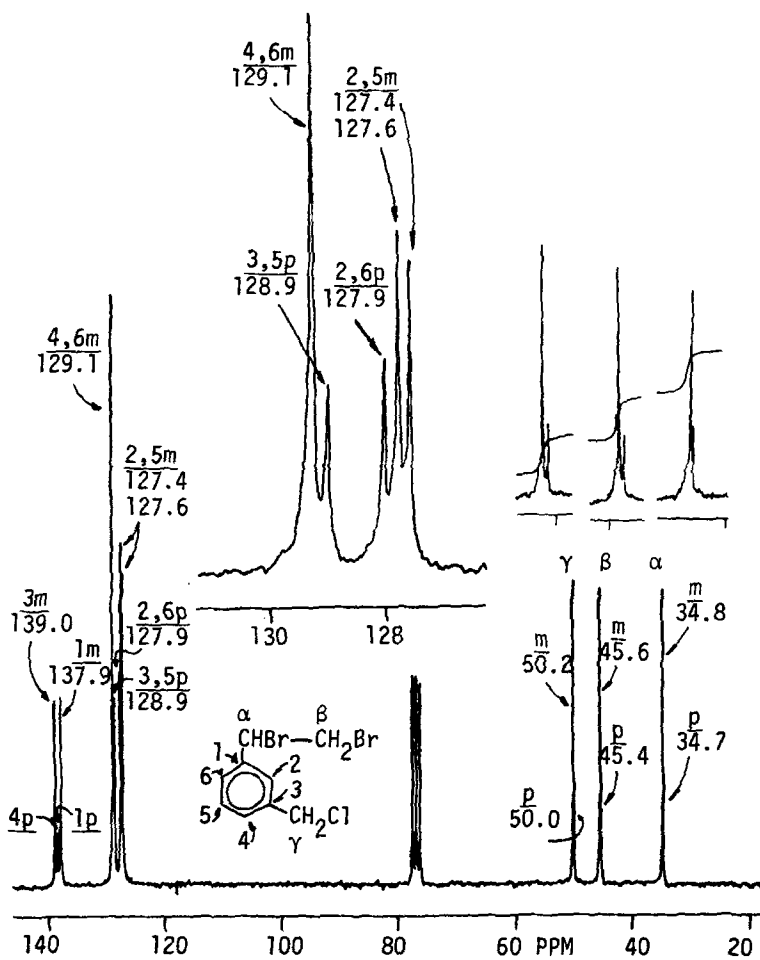 4,6m
129.1
2,5m
127.4
127.6
3,5p
128.9
2,6p
127.9
4,6m
129.1
2,5m
127.4
127.6
3m
139.0
1m
137.9
2,6p
127.9
3,5p
128.9
4p
1p
130
128
γ
β
α
m
50.2
m
45.6
m
34.8
p
50.0
p
45.4
p
34.7
α
β
CHBr—CH2Br
1
2
3
4
5
6
CH2Cl
γ
140
120
100
80
60
PPM
40
20